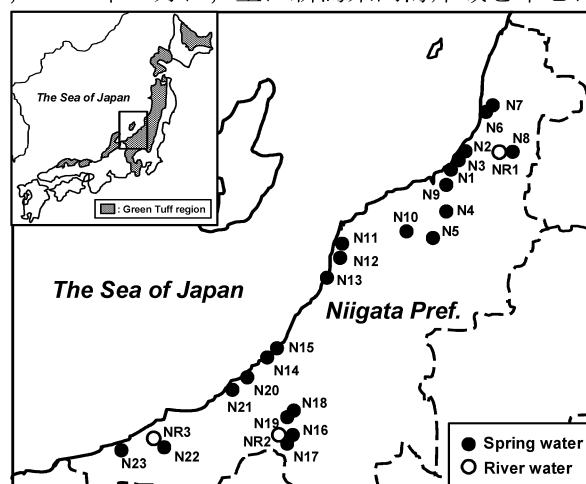 The Sea of Japan
: Green Tuff region
N7
N6
N2
N8
N3
NR1
N1
N9
N4
N10
N5
N11
N12
N13
The Sea of Japan
Niigata Pref.
N15
N14
N20
N21
N18
N19
N16
NR2
N17
NR3
N22
N23
Spring water
River water